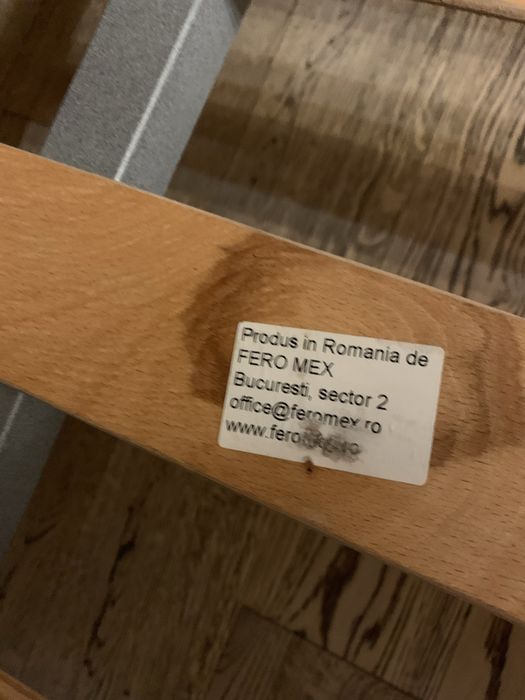 Produs in Romania de
FERO MEX
Bucuresti, sector 2
office@feromex.ro